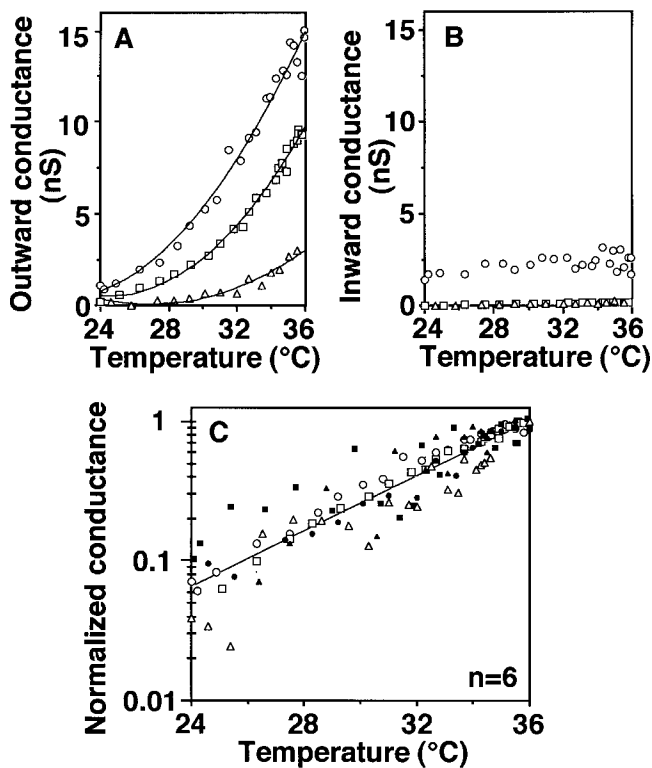 A
Outward conductance
(nS)
15
10
5
0
24 28 32 36
Temperature (°C)
B
Inward conductance
(nS)
15
10
5
0
24 28 32 36
Temperature (°C)
C
Normalized conductance
1
0.1
0.01
n=6
24 28 32 36
Temperature (°C)